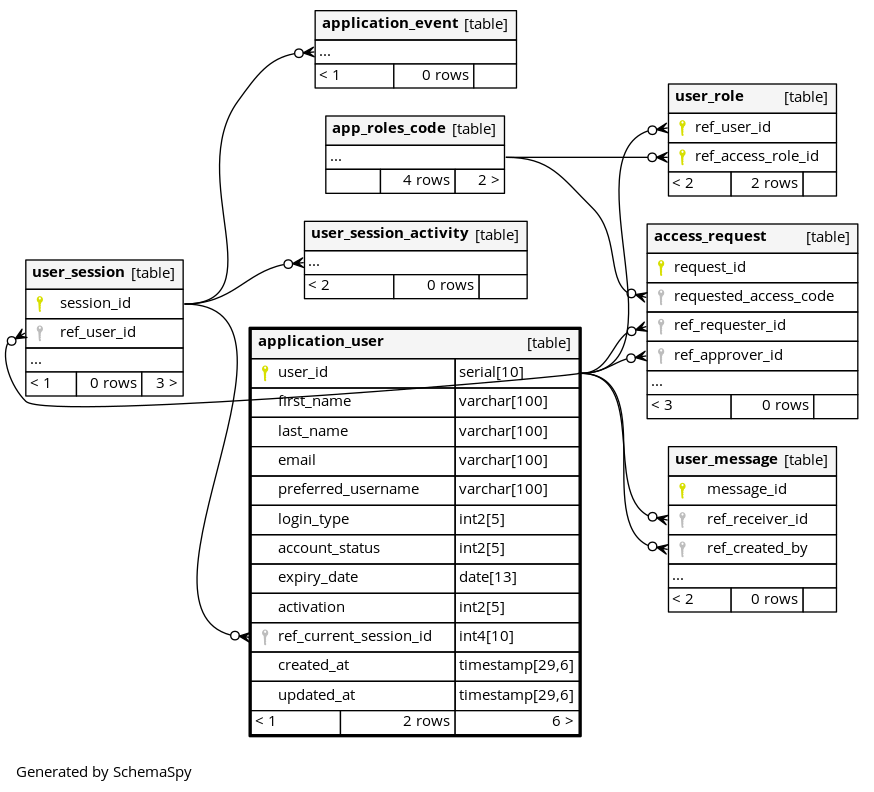 application_event [table]
...
< 1 0 rows
app_roles_code [table]
...
4 rows 2 >
user_session_activity [table]
...
< 2 0 rows
user_session [table]
session_id
ref_user_id
...
< 1 0 rows 3 >
application_user [table]
user_id serial[10]
first_name varchar[100]
last_name varchar[100]
email varchar[100]
preferred_username varchar[100]
login_type int2[5]
account_status int2[5]
expiry_date date[13]
activation int2[5]
ref_current_session_id int4[10]
created_at timestamp[29,6]
updated_at timestamp[29,6]
< 1 2 rows 6 >
user_role [table]
ref_user_id
ref_access_role_id
< 2 2 rows
access_request [table]
request_id
requested_access_code
ref_requester_id
ref_approver_id
...
< 3 0 rows
user_message [table]
message_id
ref_receiver_id
ref_created_by
...
< 2 0 rows
Generated by SchemaSpy